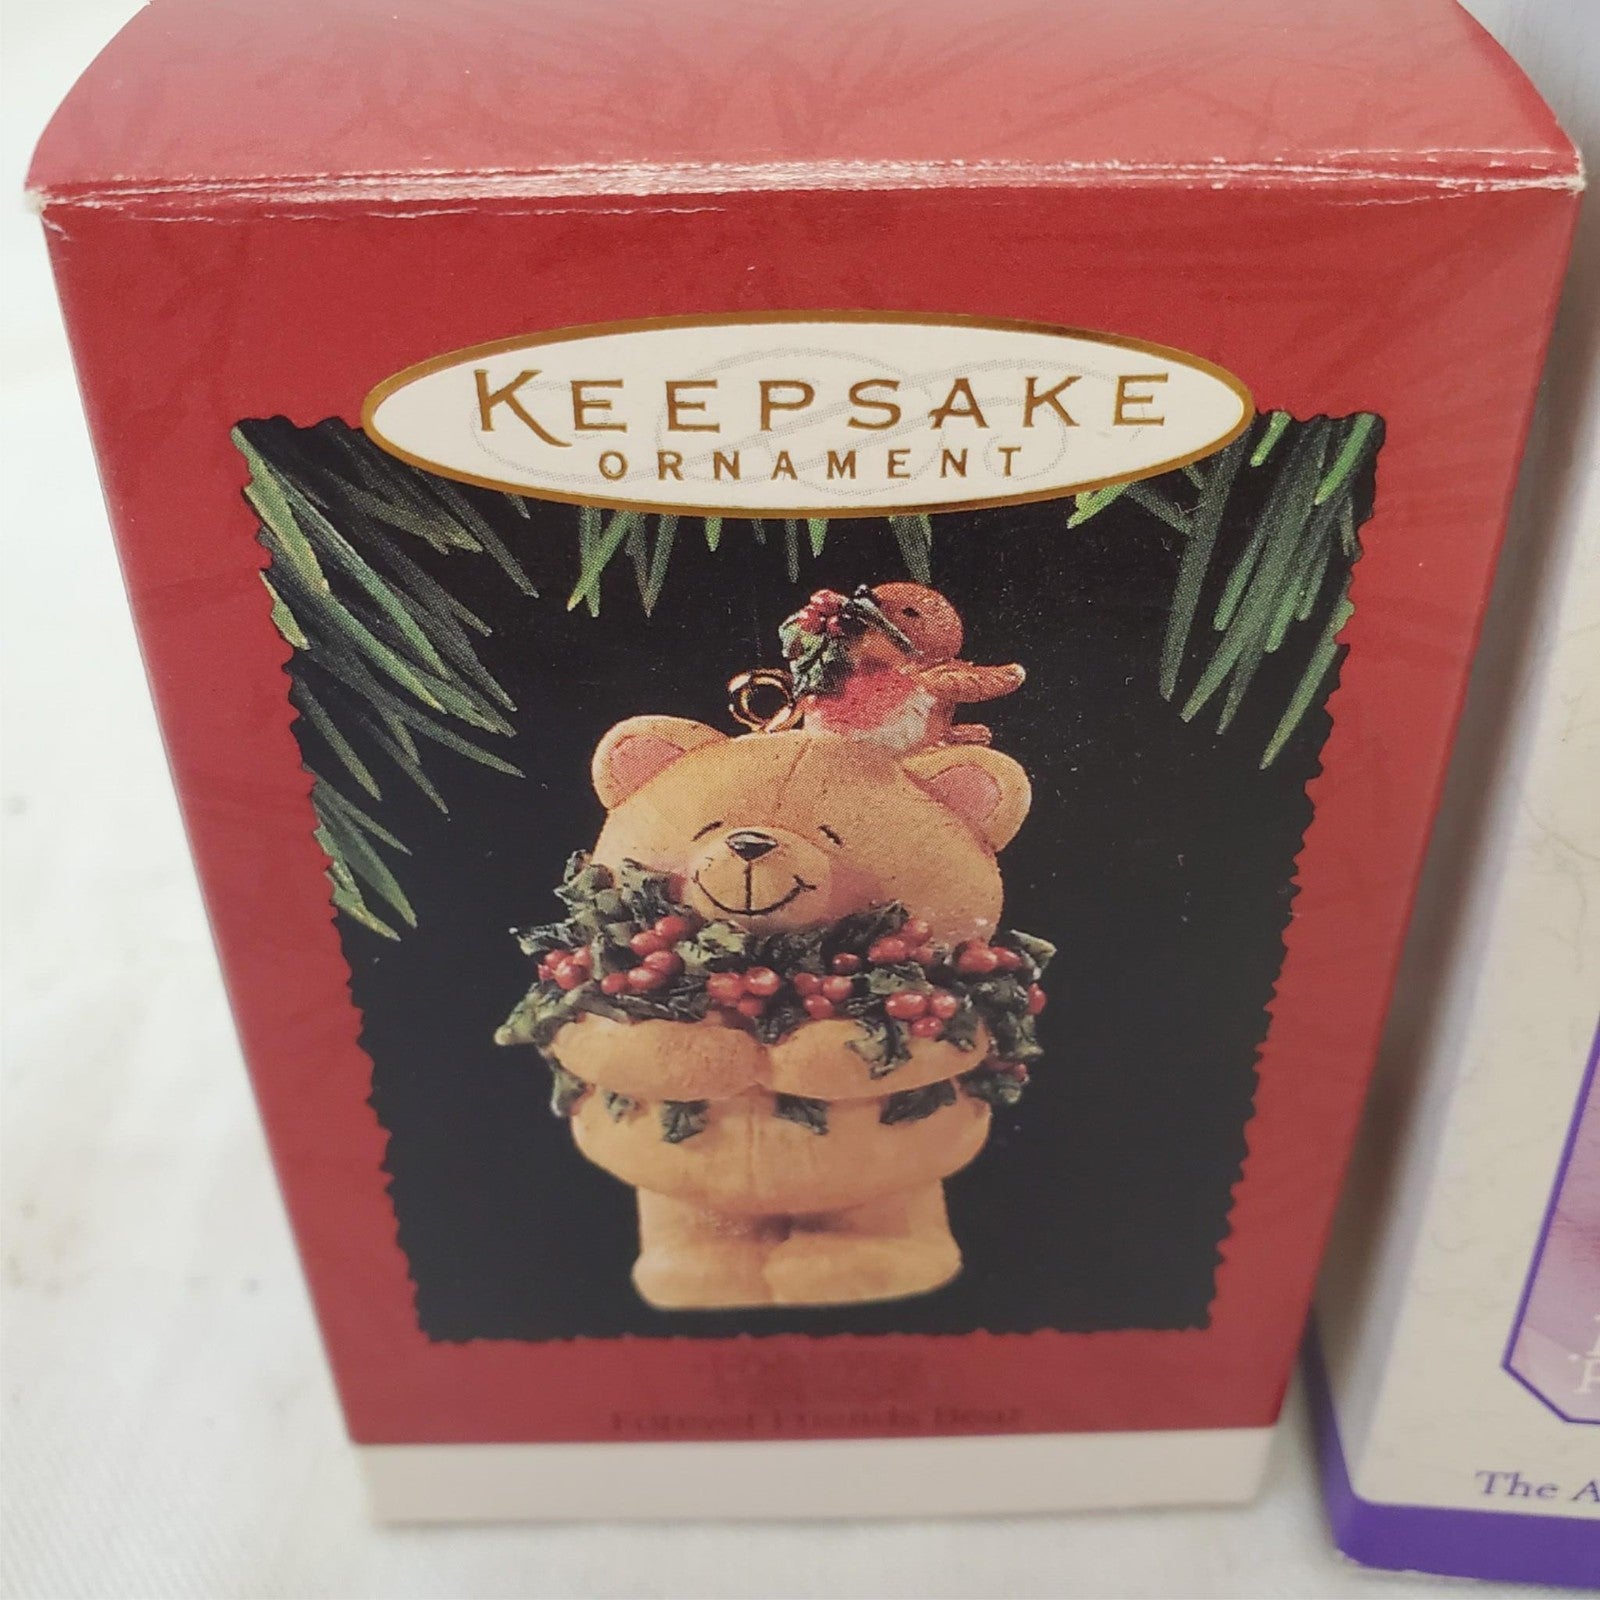 KEEPSAKE
ORNAMENT
Forever Friends Bear
The A